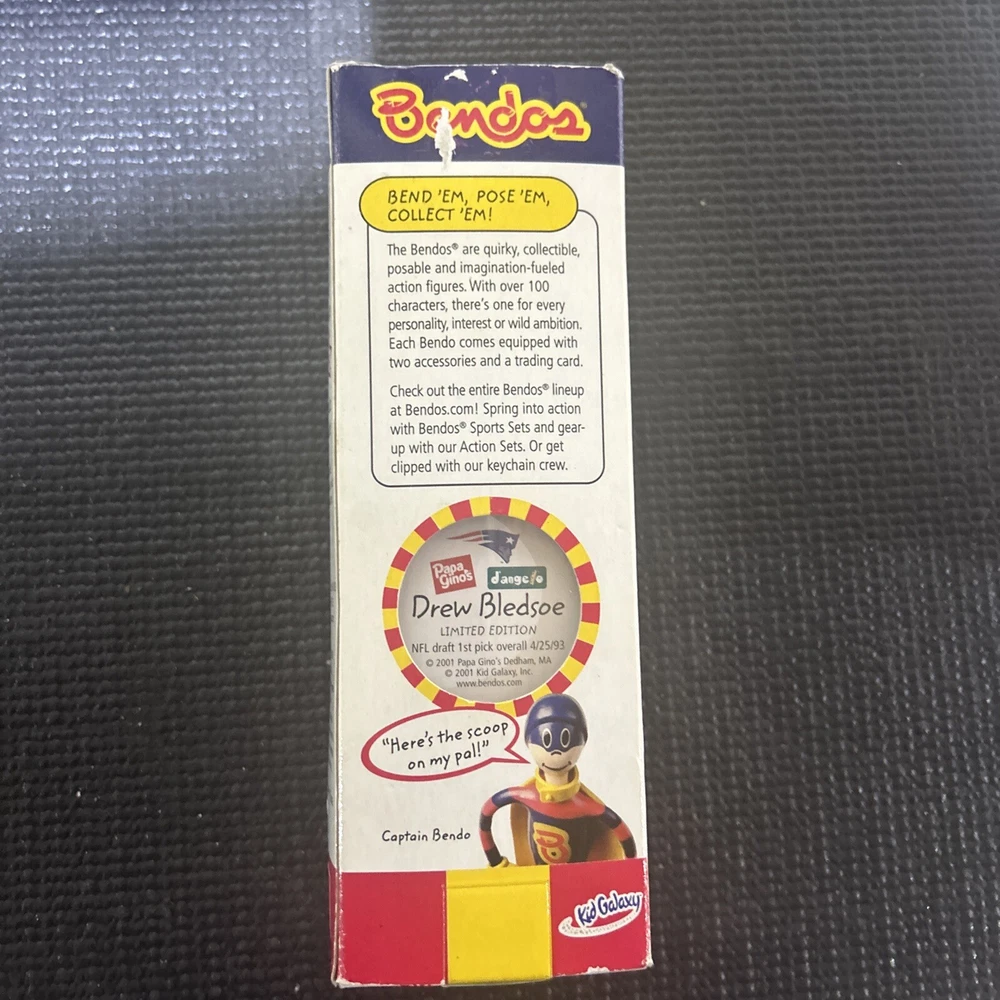 Bendos
BEND 'EM, POSE 'EM,
COLLECT 'EM!
The Bendos® are quirky, collectible,
posable and imagination-fueled
action figures. With over 100
characters, there's one for every
personality, interest or wild ambition.
Each Bendo comes equipped with
two accessories and a trading card.
Check out the entire Bendos® lineup
at Bendos.com! Spring into action
with Bendos® Sports Sets and gear-
up with our Action Sets. Or get
clipped with our keychain crew.
Papa
Gino's
d'angelo
Drew Bledsoe
LIMITED EDITION
NFL draft 1st pick overall 4/25/93
© 2001 Papa Gino's Dedham, MA
© 2001 Kid Galaxy, Inc.
www.bendos.com
"Here's the scoop
on my pal!"
Captain Bendo
B
Kid Galaxy